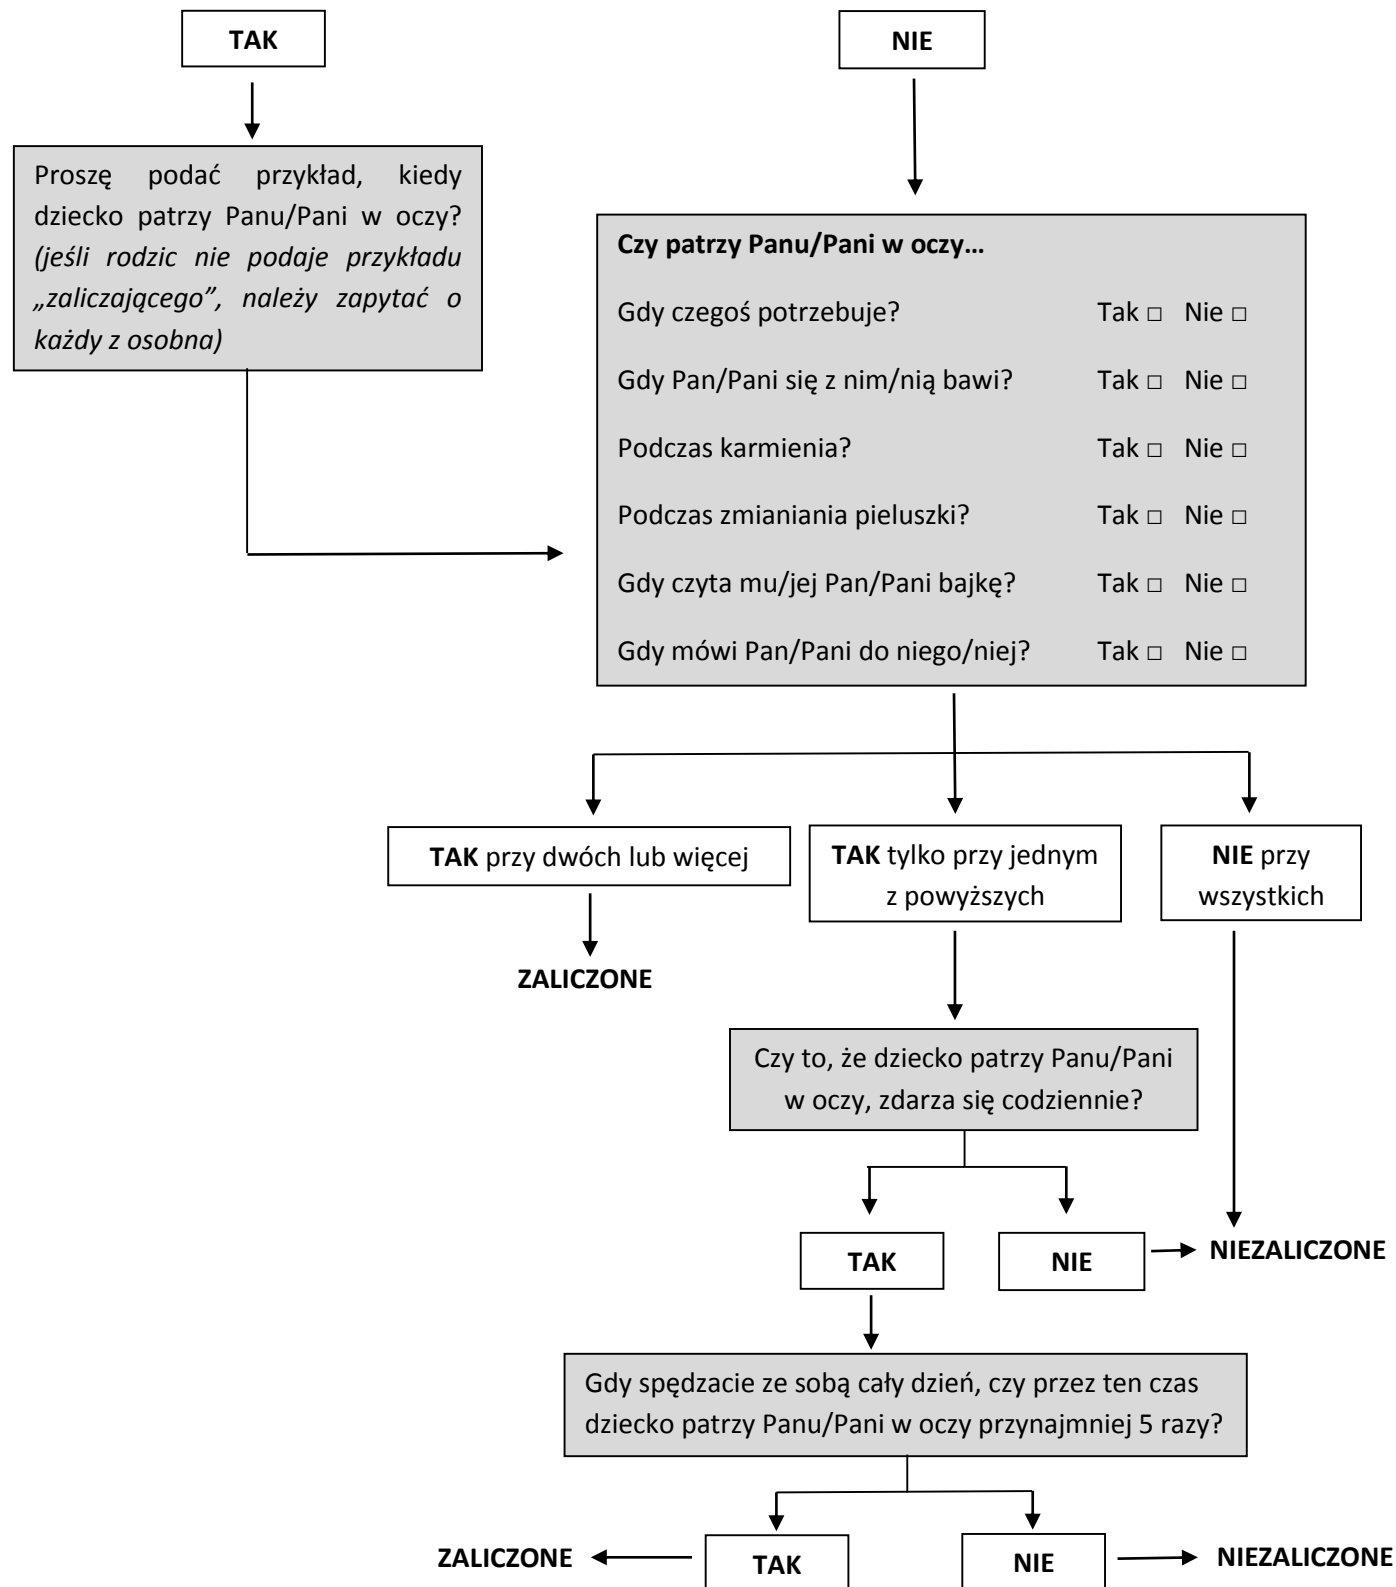 TAK
NIE
Proszę podać przykład, kiedy
dziecko patrzy Panu/Pani w oczy?
(jeśli rodzic nie podaje przykładu
„zaliczającego”, należy zapytać o
każdy z osobna)
Czy patrzy Panu/Pani w oczy…
Gdy czegoś potrzebuje? Tak □ Nie □
Gdy Pan/Pani się z nim/nią bawi? Tak □ Nie □
Podczas karmienia? Tak □ Nie □
Podczas zmianiania pieluszki? Tak □ Nie □
Gdy czyta mu/jej Pan/Pani bajkę? Tak □ Nie □
Gdy mówi Pan/Pani do niego/niej? Tak □ Nie □
TAK przy dwóch lub więcej
TAK tylko przy jednym
z powyższych
NIE przy
wszystkich
ZALICZONE
Czy to, że dziecko patrzy Panu/Pani
w oczy, zdarza się codziennie?
TAK
NIE
NIEZALICZONE
Gdy spędzacie ze sobą cały dzień, czy przez ten czas
dziecko patrzy Panu/Pani w oczy przynajmniej 5 razy?
ZALICZONE
TAK
NIE
NIEZALICZONE